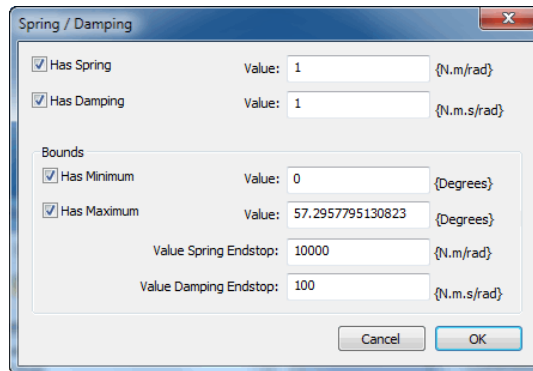 Spring / Damping
Has Spring Value: 1 {N.m/rad}
Has Damping Value: 1 {N.m.s/rad}
Bounds
Has Minimum Value: 0 {Degrees}
Has Maximum Value: 57.2957795130823 {Degrees}
Value Spring Endstop: 10000 {N.m/rad}
Value Damping Endstop: 100 {N.m.s/rad}
Cancel OK